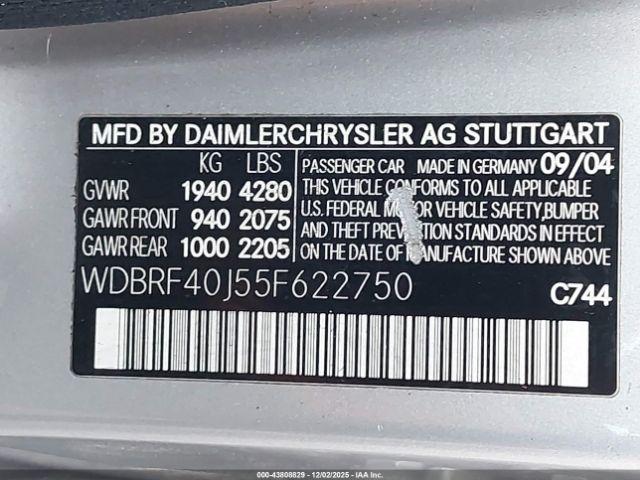 MFD BY DAIMLERCHRYSLER AG STUTTGART
KG LBS
GVWR 1940 4280
GAWR FRONT 940 2075
GAWR REAR 1000 2205
PASSENGER CAR MADE IN GERMANY 09/04
THIS VEHICLE CONFORMS TO ALL APPLICABLE
U.S. FEDERAL MOTOR VEHICLE SAFETY,BUMPER
AND THEFT PREVENTION STANDARDS IN EFFECT
ON THE DATE OF MANUFACTURE SHOWN ABOVE
WDBRF40J55F622750
C744
000-43808829 - 12/02/2025 - IAAI.COM